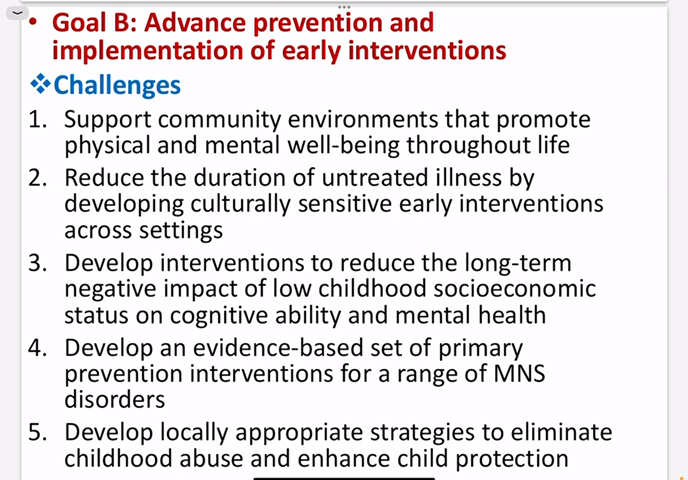 • Goal B: Advance prevention and
implementation of early interventions
❖Challenges
1. Support community environments that promote
physical and mental well-being throughout life
2. Reduce the duration of untreated illness by
developing culturally sensitive early interventions
across settings
3. Develop interventions to reduce the long-term
negative impact of low childhood socioeconomic
status on cognitive ability and mental health
4. Develop an evidence-based set of primary
prevention interventions for a range of MNS
disorders
5. Develop locally appropriate strategies to eliminate
childhood abuse and enhance child protection